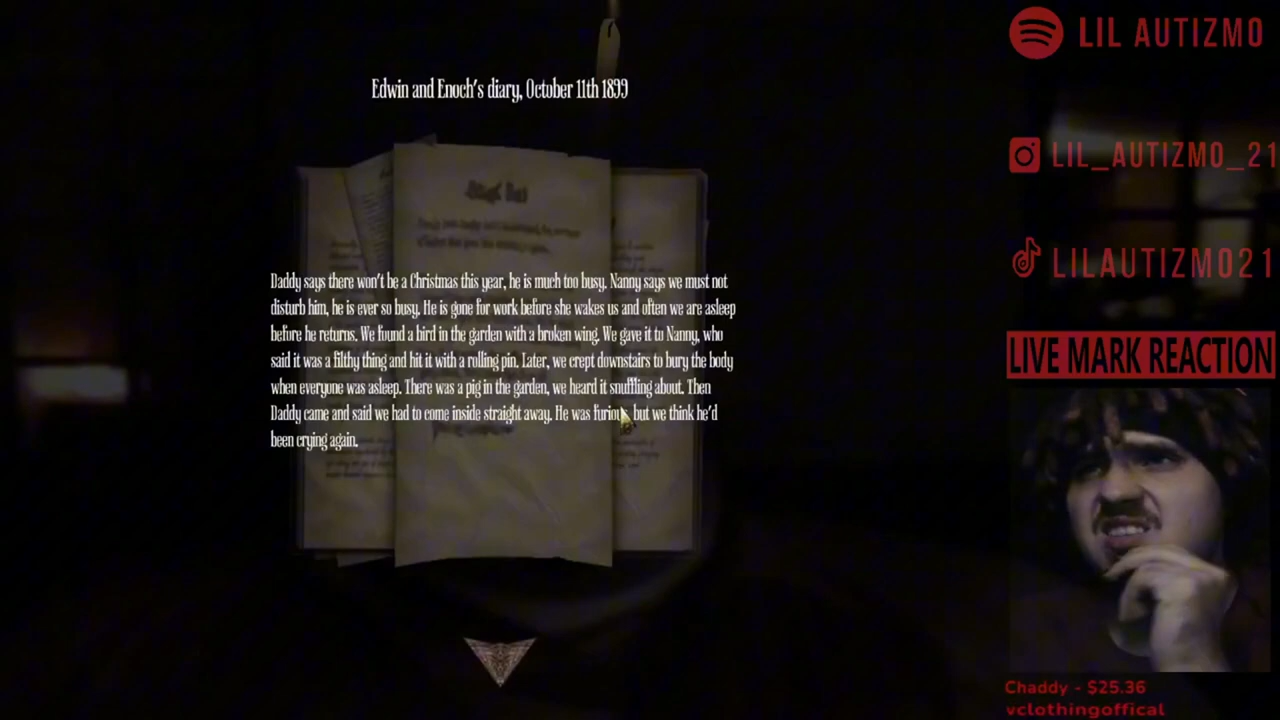 Edwin and Enoch's diary, October 11th 1899
Daddy says there won't be a Christmas this year, he is much too busy. Nanny says we must not
disturb him, he is ever so busy. He is gone for work before she wakes us and often we are asleep
before he returns. We found a bird in the garden with a broken wing. We gave it to Nanny, who
said it was a filthy thing and hit it with a rolling pin. Later, we crept downstairs to bury the body
when everyone was asleep. There was a pig in the garden, we heard it snuffling about. Then
Daddy came and said we had to come inside straight away. He was furious, but we think he'd
been crying again.
LIL AUTIZMO
LIL_AUTIZMO_21
LILAUTIZMO21
LIVE MARK REACTION
Chaddy - $25.36
vclothingoffical